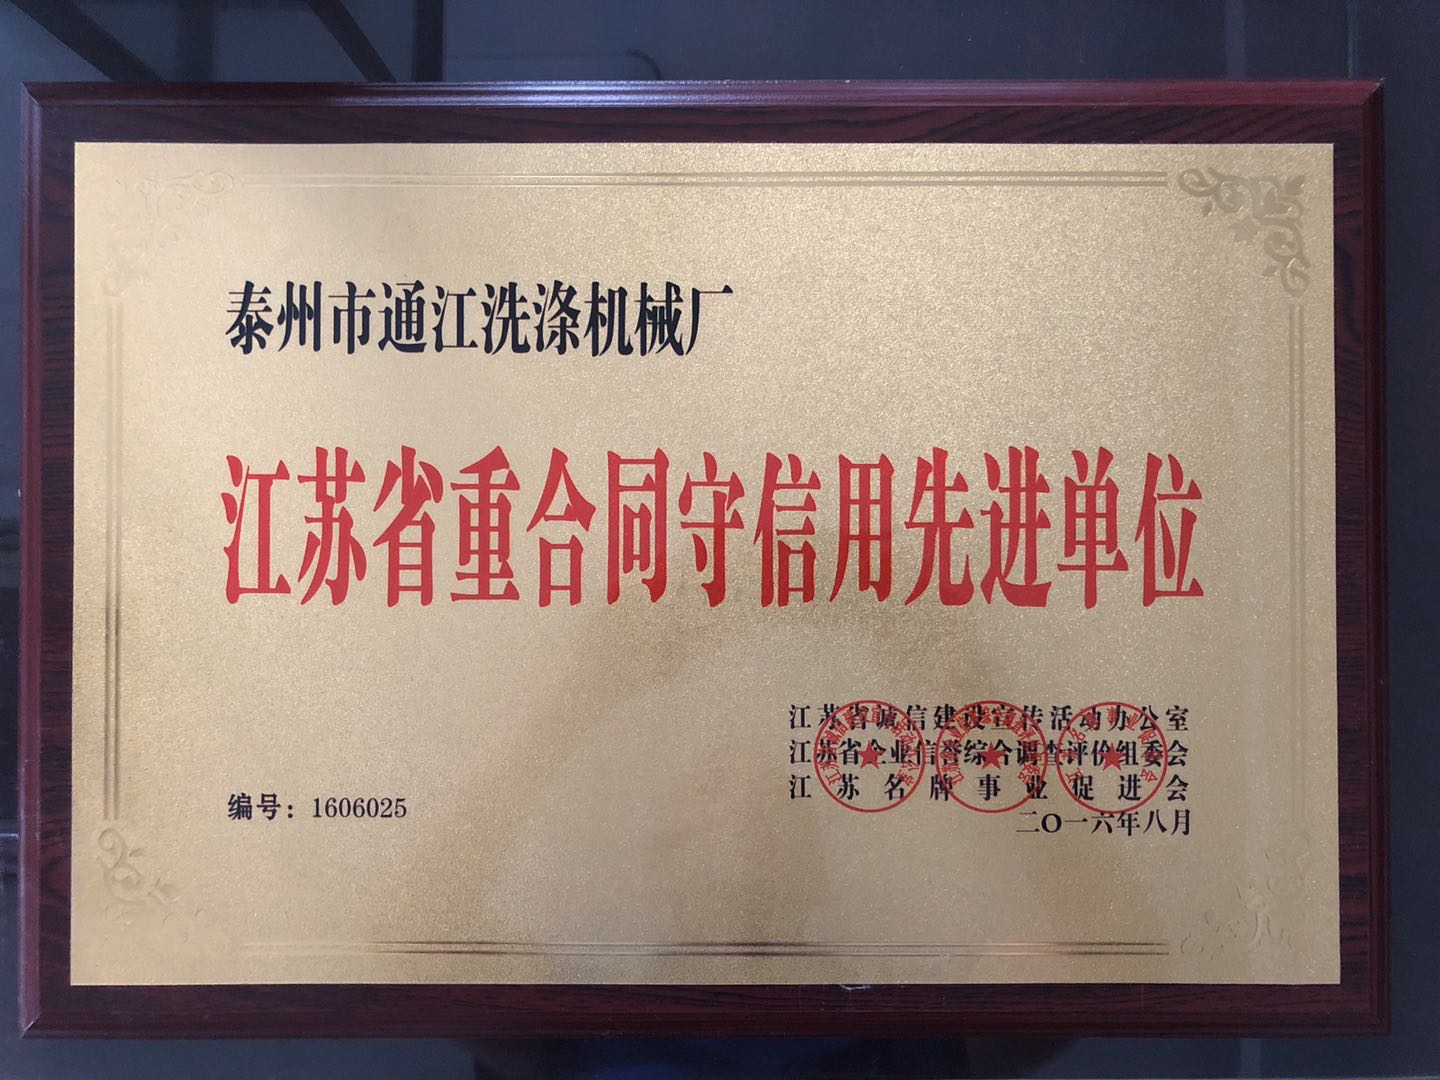 泰州市通江洗涤机械厂
江苏省重合同守信用先进单位
江苏省诚信建设宣传活动办公室
江苏省企业信誉综合调查评价组委会
江苏名牌事业促进会
二〇一六年八月
编号：1606025